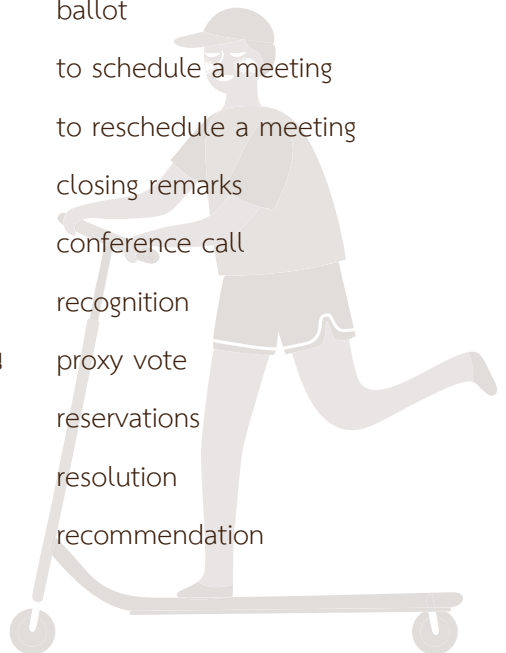 ballot
to schedule a meeting
to reschedule a meeting
closing remarks
conference call
recognition
proxy vote
reservations
resolution
recommendation